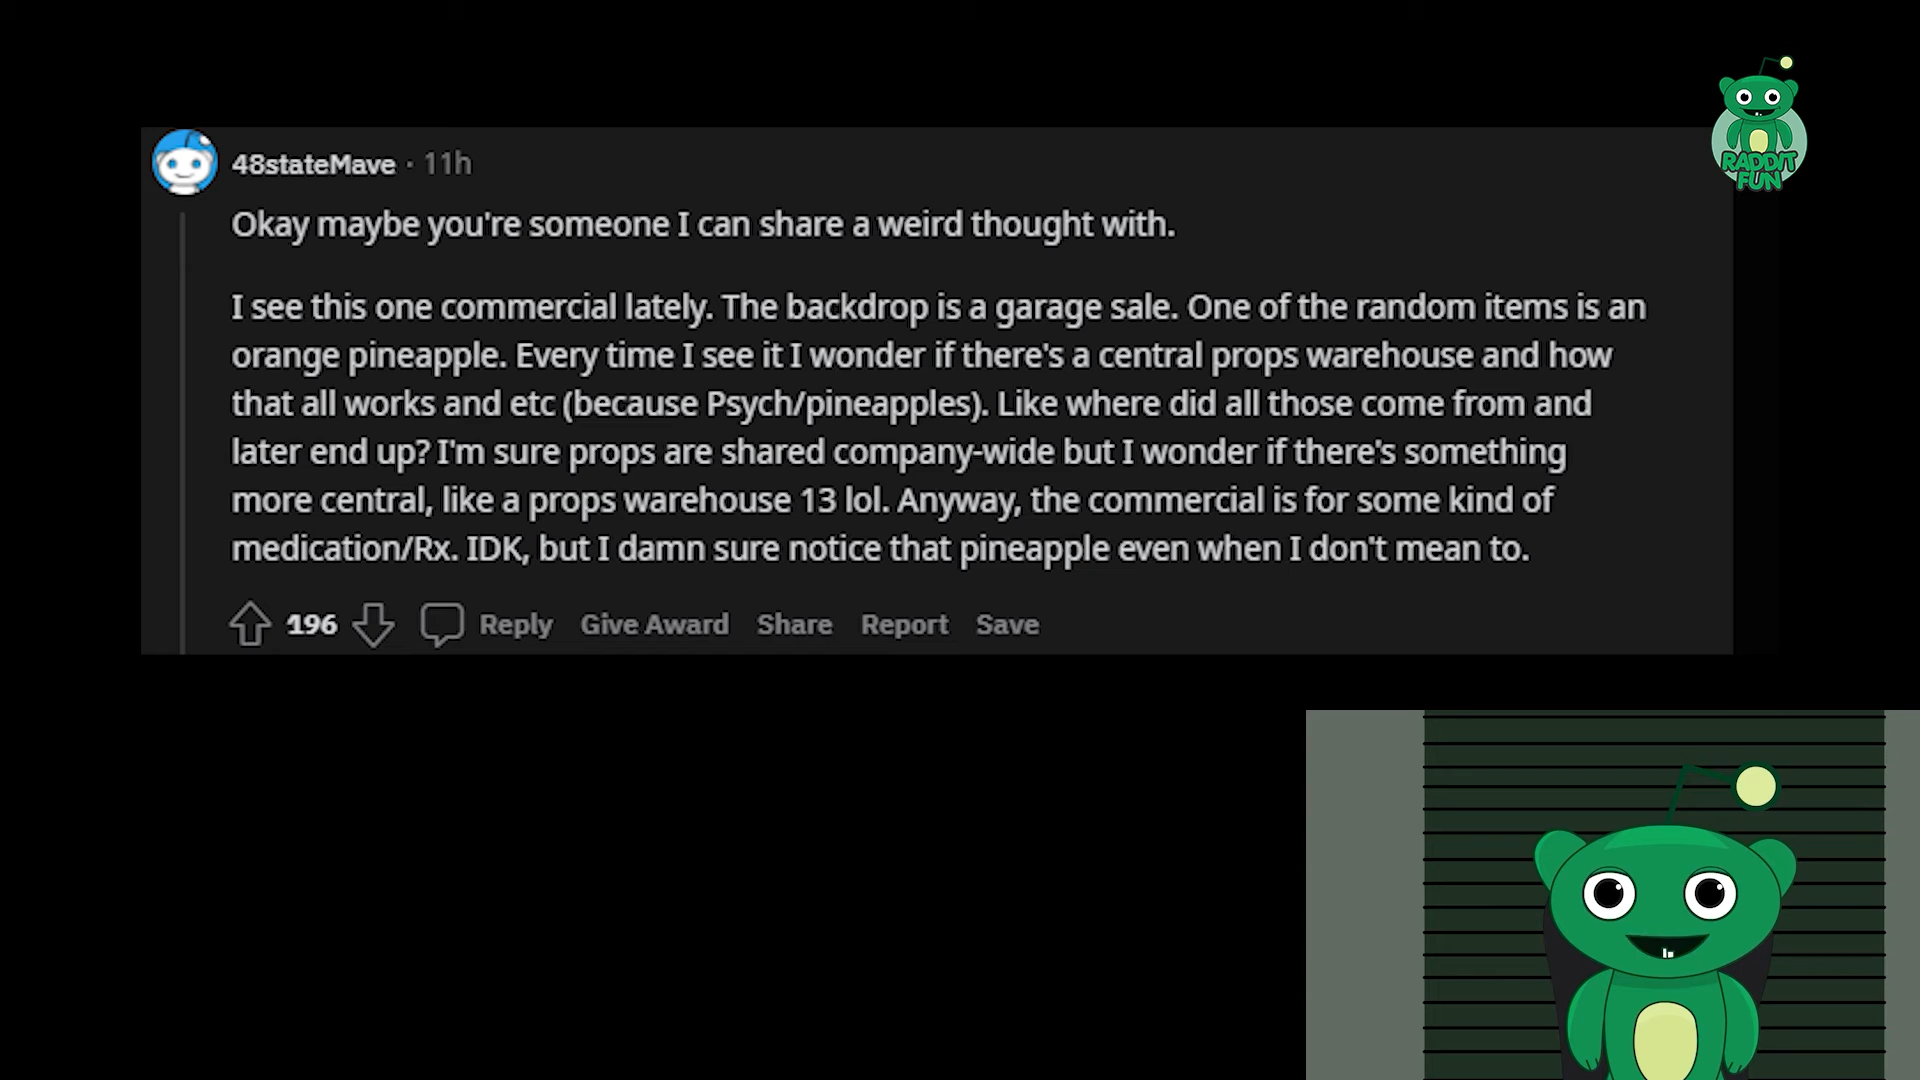 RADDIT
FUN
48stateMave · 11h
Okay maybe you're someone I can share a weird thought with.
I see this one commercial lately. The backdrop is a garage sale. One of the random items is an
orange pineapple. Every time I see it I wonder if there's a central props warehouse and how
that all works and etc (because Psych/pineapples). Like where did all those come from and
later end up? I'm sure props are shared company-wide but I wonder if there's something
more central, like a props warehouse 13 lol. Anyway, the commercial is for some kind of
medication/Rx. IDK, but I damn sure notice that pineapple even when I don't mean to.
196 Reply Give Award Share Report Save